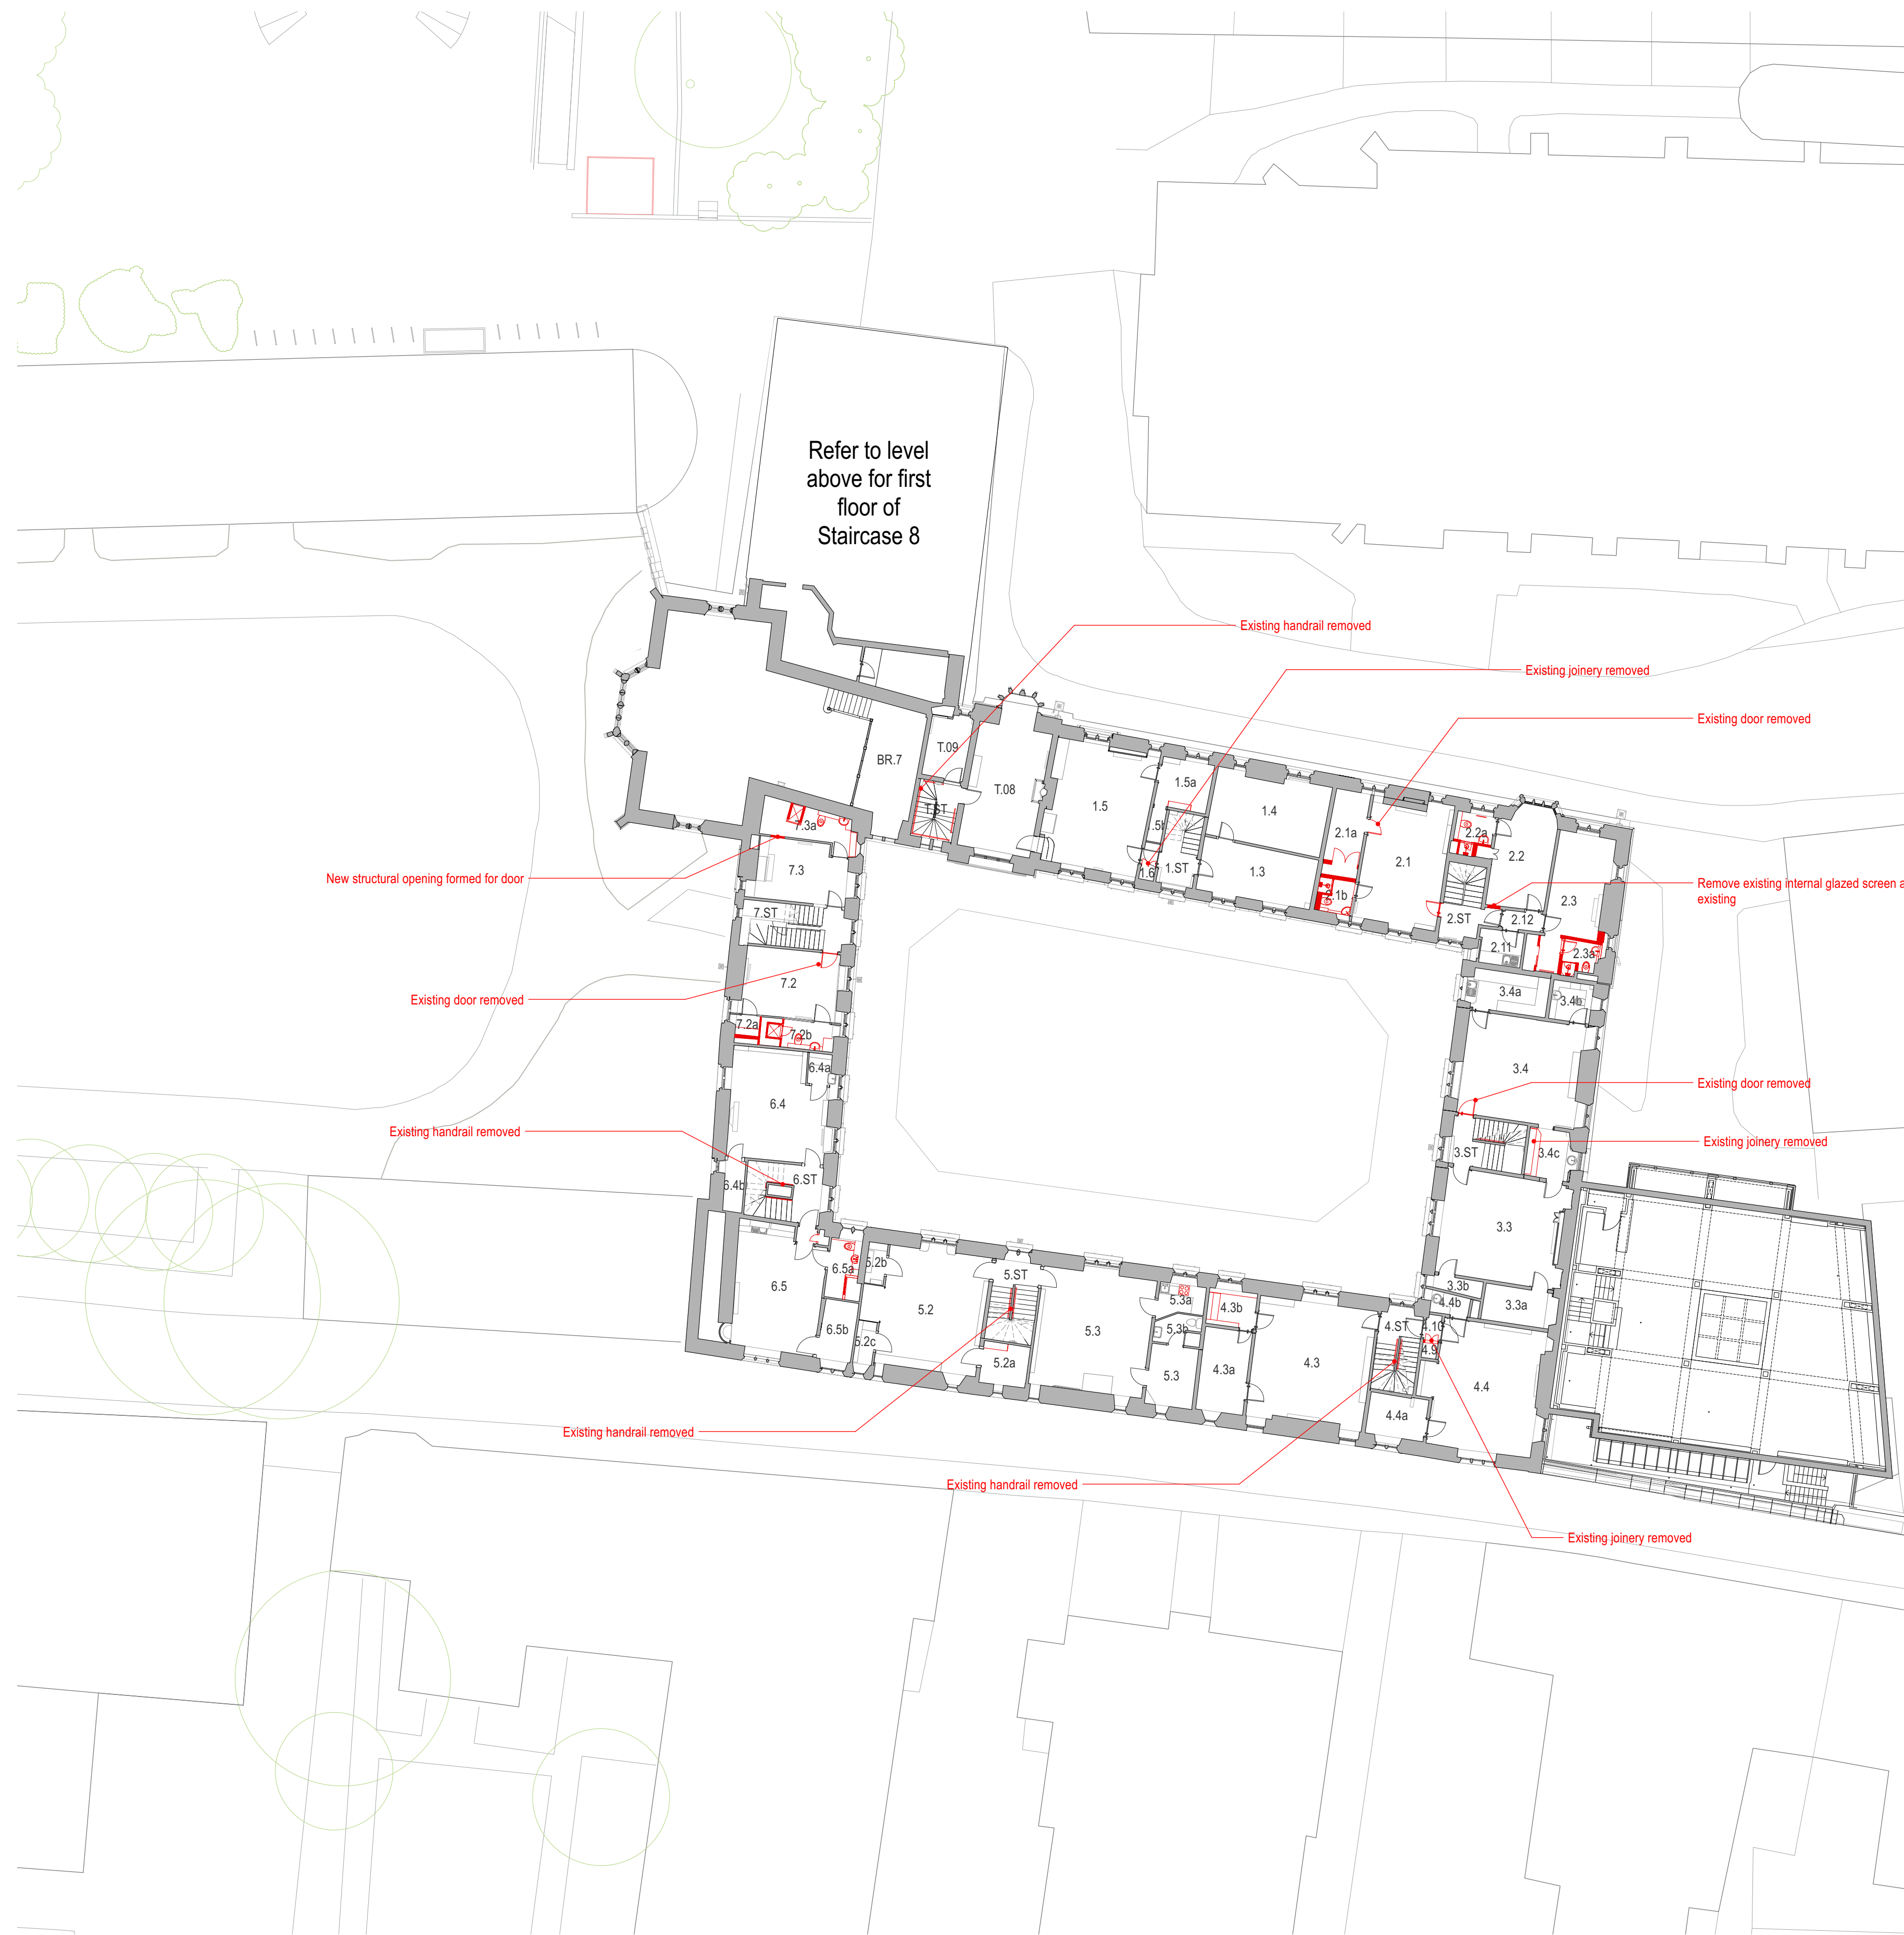 Refer to level
above for first
floor of
Staircase 8
Existing handrail removed
Existing joinery removed
Existing door removed
T.09
BR.7
T.08
T.ST
1.5
1.5a
1.4
1.6
1.ST
1.3
2.1a
2.1b
2.1
2.2a
2.2
2.3
2.ST
2.12
2.11
2.3a
Remove existing internal glazed screen a
existing
7.3a
7.3
New structural opening formed for door
7.ST
7.2
Existing door removed
7.2a
7.2b
3.4a
3.4b
3.4
Existing door removed
6.4a
6.4
Existing handrail removed
6.4b
6.ST
3.ST
3.4c
Existing joinery removed
3.3
6.5
6.5a
6.5b
5.2b
5.2
5.2c
5.ST
5.2a
5.3
5.3a
5.3b
5.3
4.3b
4.3a
4.3
4.ST
4.10
4.9
4.4b
3.3b
3.3a
4.4
4.4a
Existing handrail removed
Existing handrail removed
Existing joinery removed